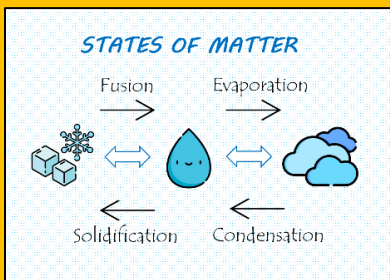 STATES OF MATTER
Fusion Evaporation
Solidification Condensation